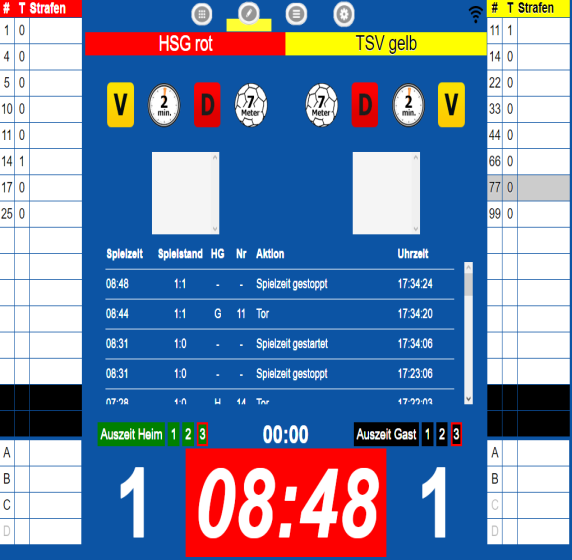 # T Strafen
1 0
4 0
5 0
10 0
11 0
14 1
17 0
25 0
A
B
C
D
HSG rot
TSV gelb
V
2 min.
D
7 Meter
7 Meter
D
2 min.
V
Spielzeit Spielstand HG Nr Aktion Uhrzeit
08:48 1:1 - - Spielzeit gestoppt 17:34:24
08:44 1:1 G 11 Tor 17:34:20
08:31 1:0 - - Spielzeit gestartet 17:34:06
08:31 1:0 - - Spielzeit gestoppt 17:23:06
07:28 1:0 H 14 Tor 17:22:03
Auszeit Heim 1 2 3
00:00
Auszeit Gast 1 2 3
1
08:48
1
# T Strafen
11 1
14 0
22 0
33 0
44 0
66 0
77 0
99 0
A
B
C
D